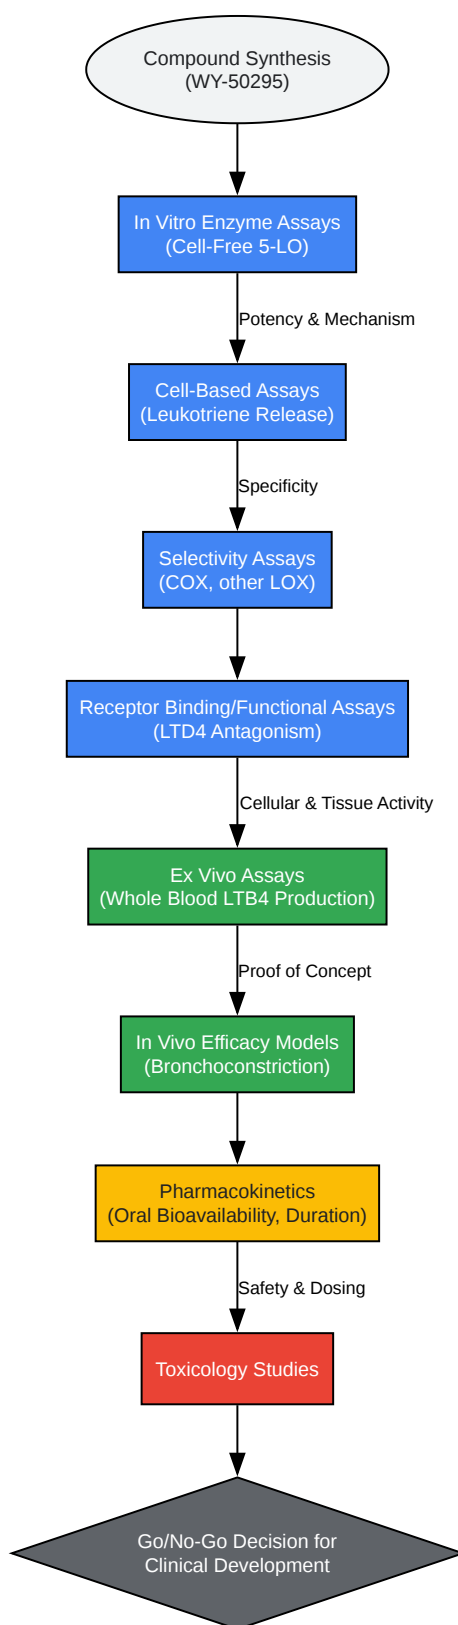 Compound Synthesis
(WY-50295)
In Vitro Enzyme Assays
(Cell-Free 5-LO)
Potency & Mechanism
Cell-Based Assays
(Leukotriene Release)
Specificity
Selectivity Assays
(COX, other LOX)
Receptor Binding/Functional Assays
(LTD4 Antagonism)
Cellular & Tissue Activity
Ex Vivo Assays
(Whole Blood LTB4 Production)
Proof of Concept
In Vivo Efficacy Models
(Bronchoconstriction)
Pharmacokinetics
(Oral Bioavailability, Duration)
Safety & Dosing
Toxicology Studies
Go/No-Go Decision for
Clinical Development